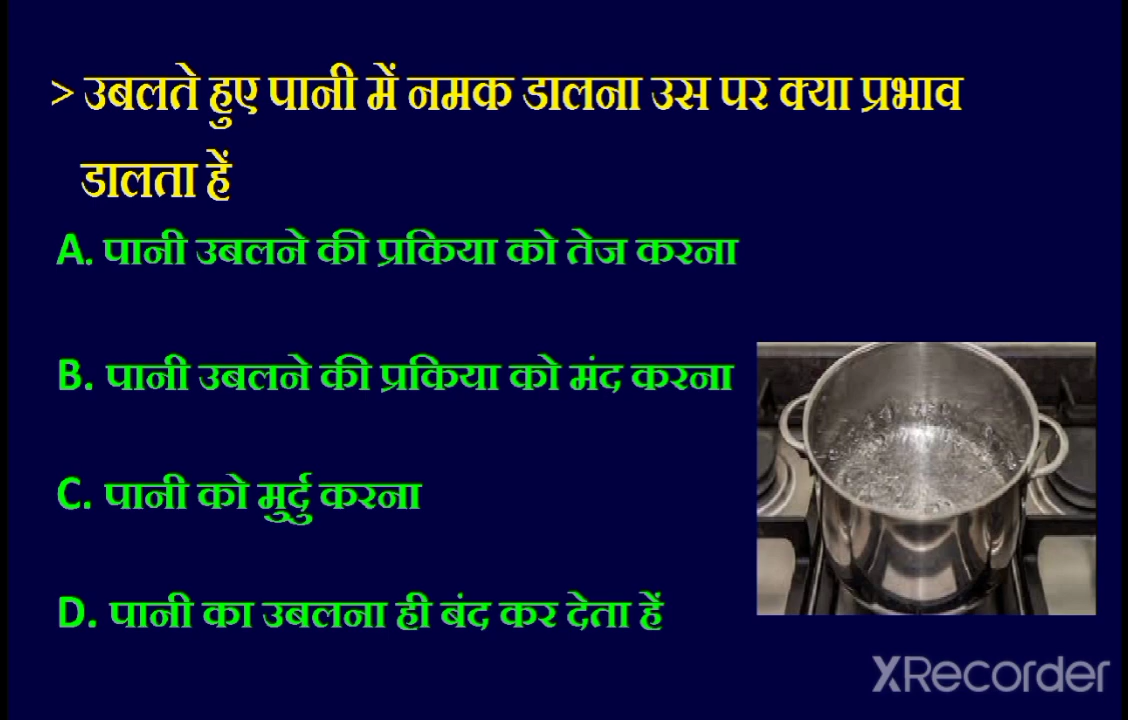 > उबलते हुए पानी में नमक डालना उस पर क्या प्रभाव
डालता हें
A. पानी उबलने की प्रकिया को तेज करना
B. पानी उबलने की प्रकिया को मंद करना
C. पानी को मुर्दु करना
D. पानी का उबलना ही बंद कर देता हें
XRecorder